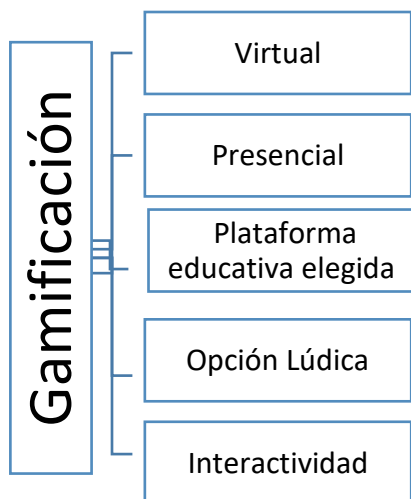 Gamificación
Virtual
Presencial
Plataforma
educativa elegida
Opción Lúdica
Interactividad